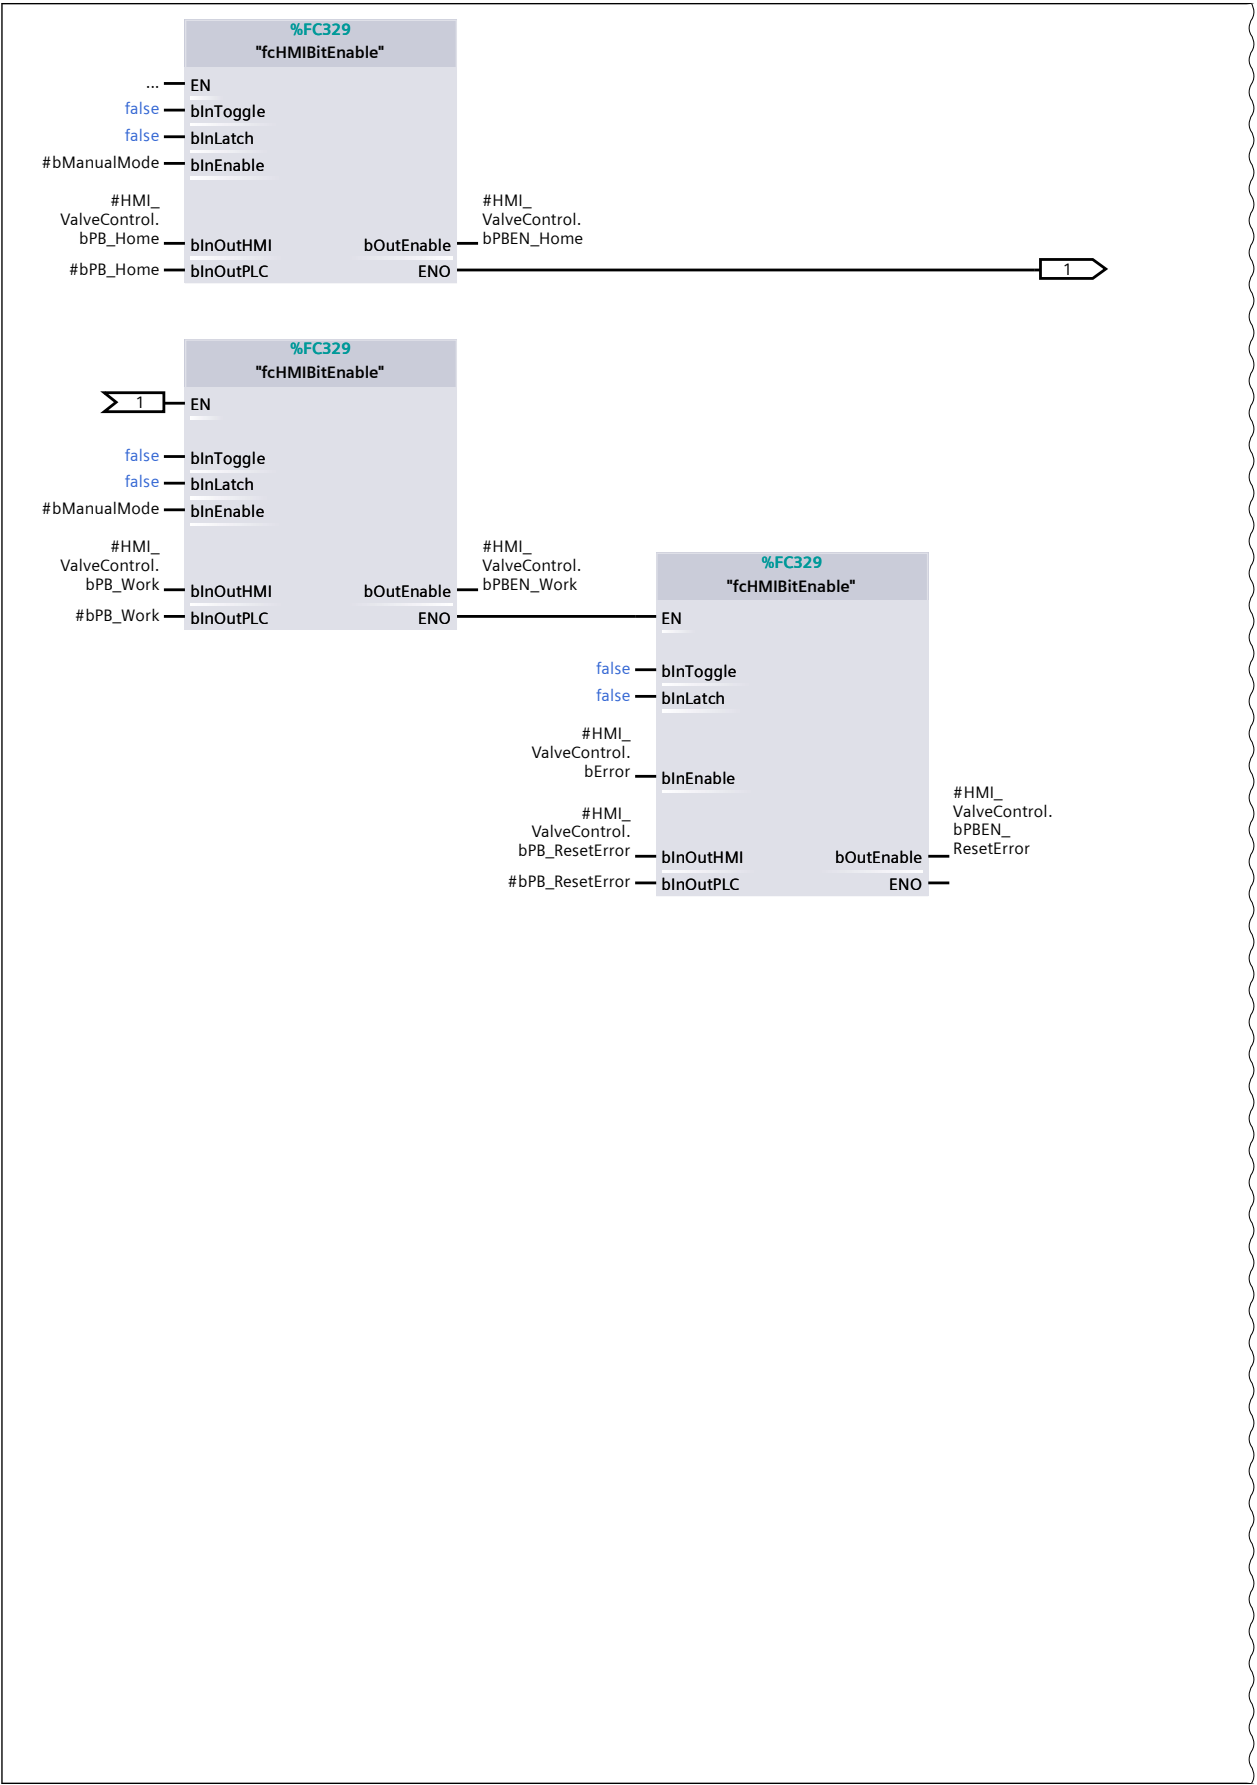 %FC329
"fcHMIBitEnable"
... EN
false bInToggle
false bInLatch
#bManualMode bInEnable
#HMI_
ValveControl.
bPB_Home bInOutHMI
#HMI_
ValveControl.
bOutEnable bPBEN_Home
#bPB_Home bInOutPLC ENO
1
%FC329
"fcHMIBitEnable"
1 EN
false bInToggle
false bInLatch
#bManualMode bInEnable
#HMI_
ValveControl.
bPB_Work bInOutHMI
#HMI_
ValveControl.
bOutEnable bPBEN_Work
#bPB_Work bInOutPLC ENO
%FC329
"fcHMIBitEnable"
EN
false bInToggle
false bInLatch
#HMI_
ValveControl.
bError bInEnable
#HMI_
ValveControl.
bPB_ResetError bInOutHMI
#HMI_
ValveControl.
bPBEN_
ResetError
bOutEnable
#bPB_ResetError bInOutPLC ENO